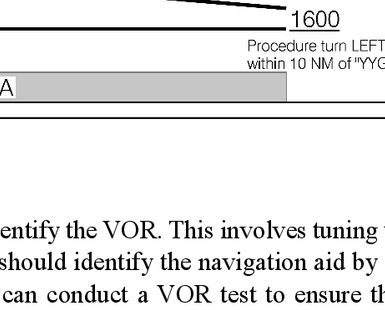 1600
Procedure turn LEFT
within 10 NM of "YYG
A
entify the VOR. This involves tuning
should identify the navigation aid by
can conduct a VOR test to ensure th